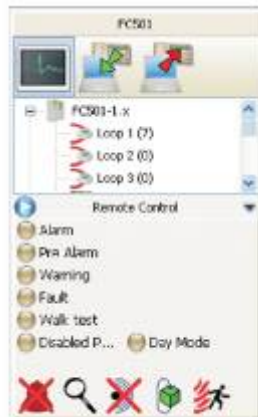 FC501
FC501-1.x
Loop 1 (7)
Loop 2 (0)
Loop 3 (0)
Remote Control
Alarm
Pre Alarm
Warning
Fault
Walk test
Disabled P... Day Mode